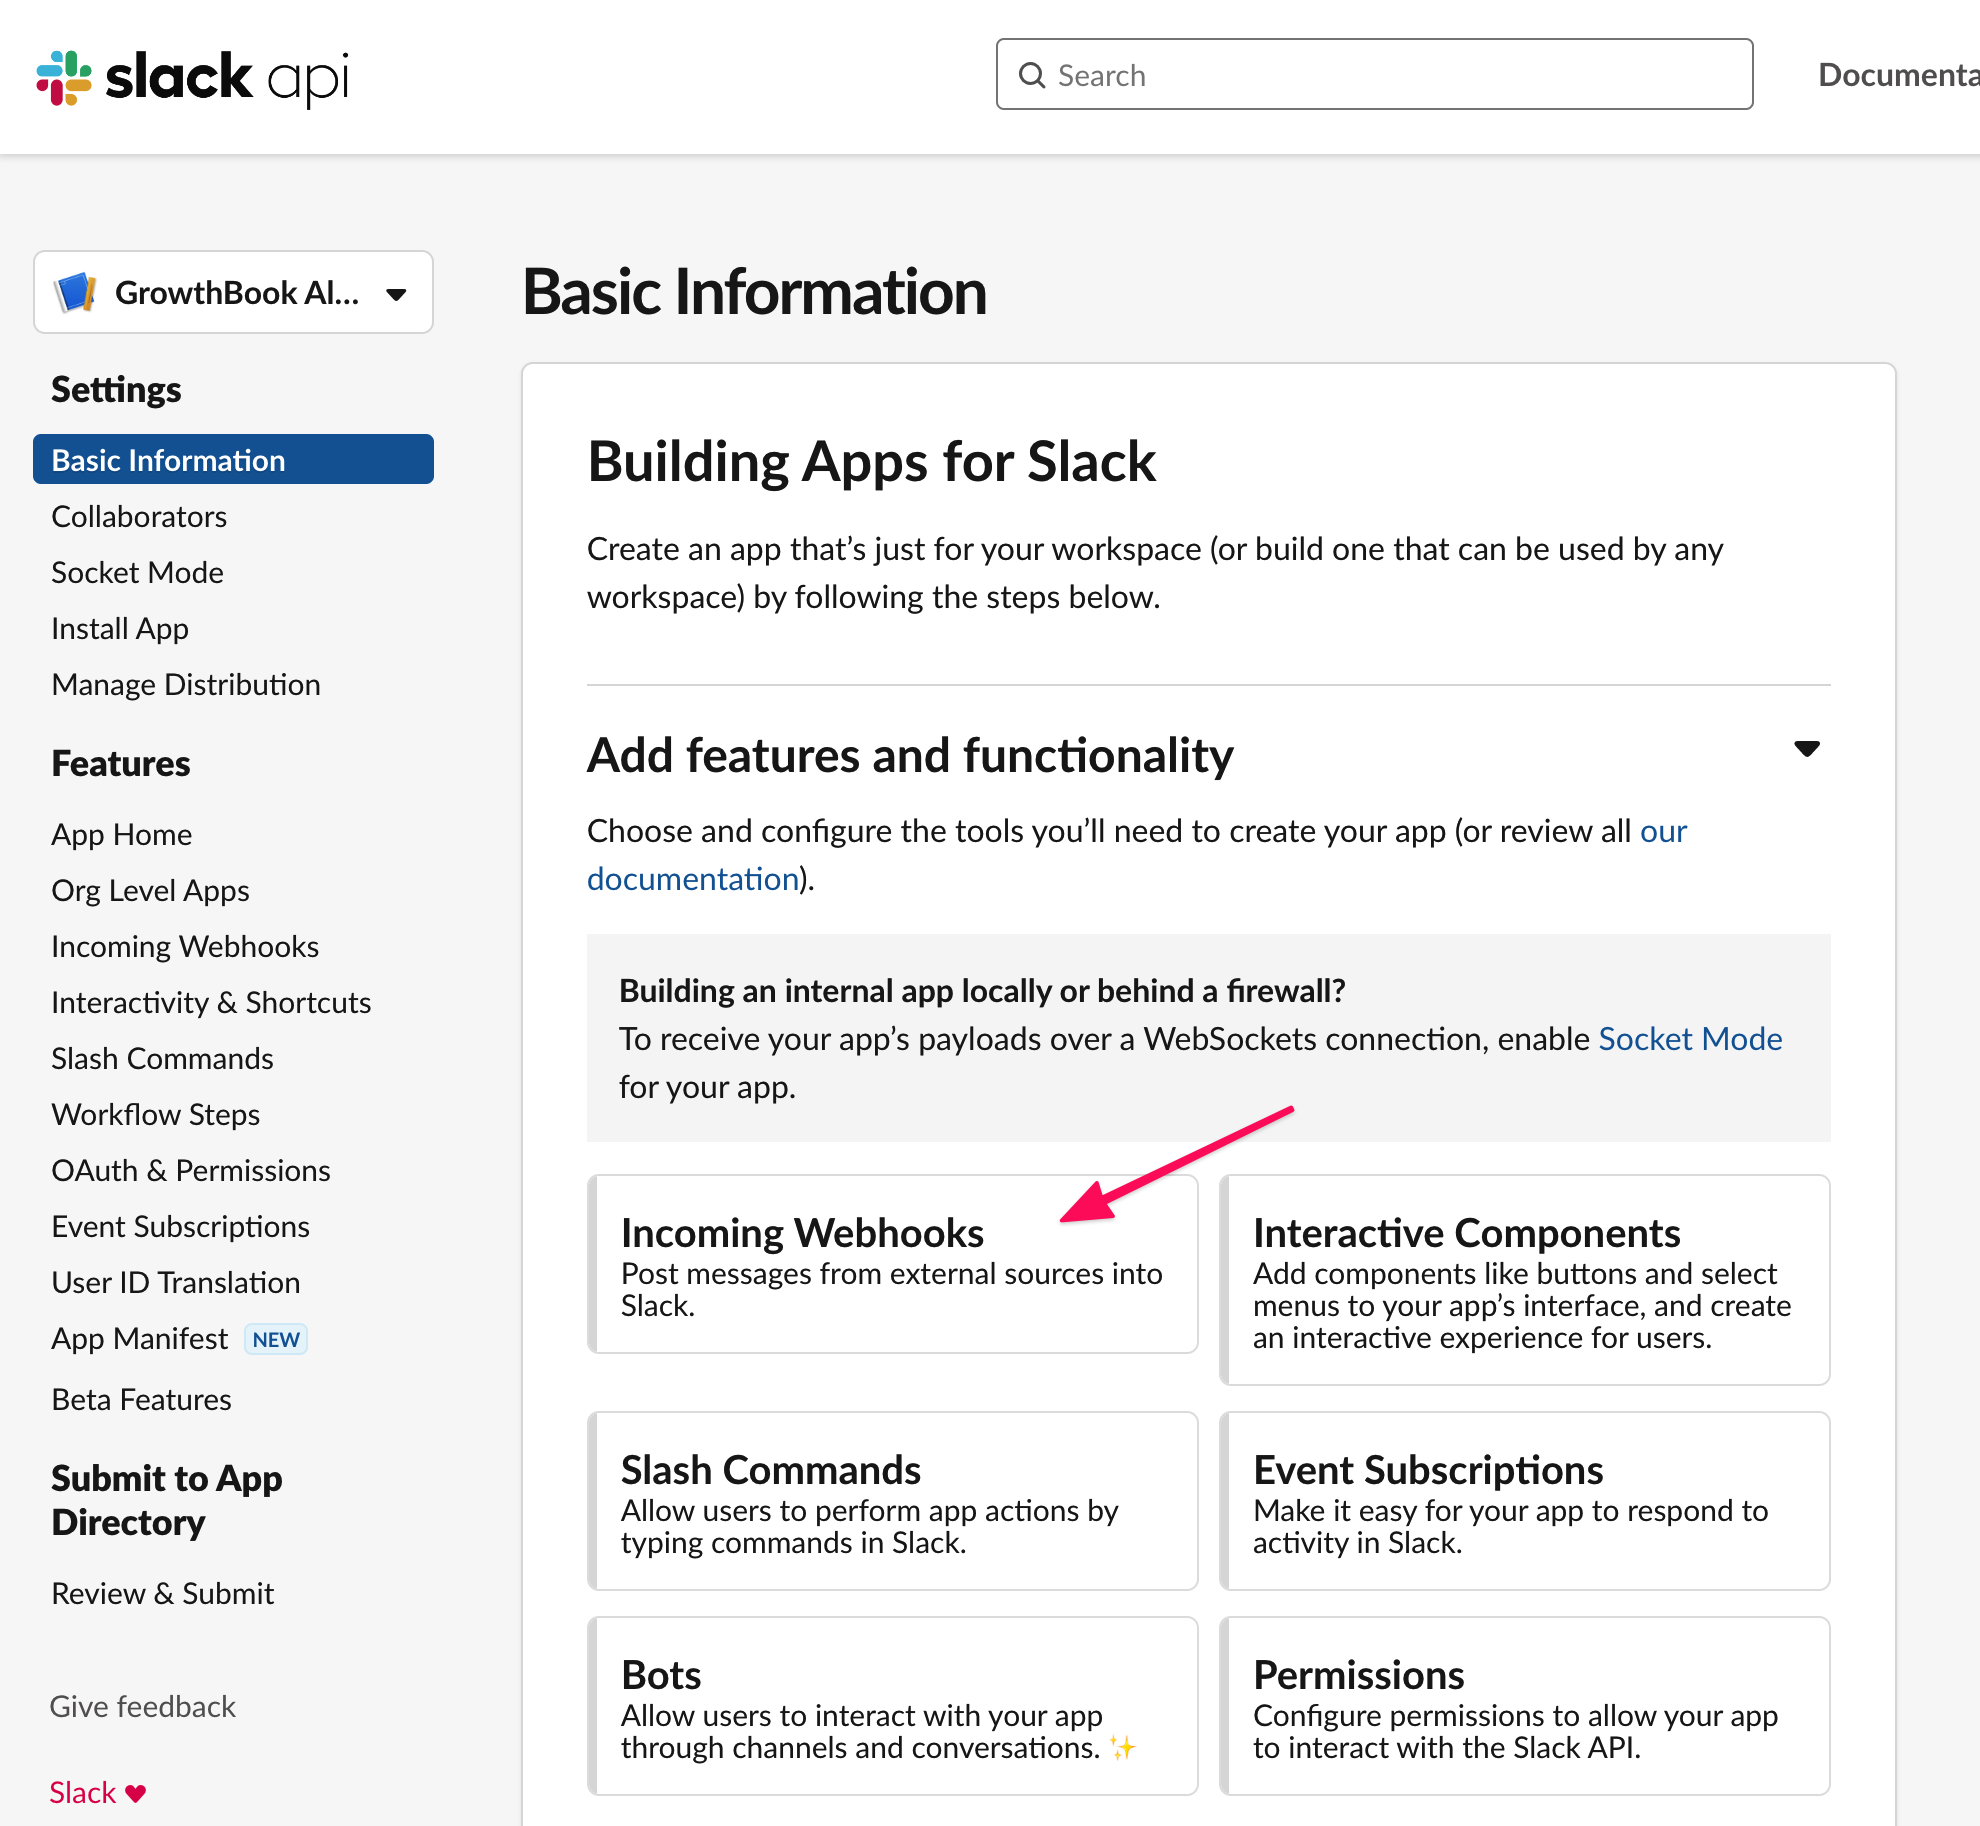 slack api
Search
Documenta
GrowthBook Al...
Settings
Basic Information
Collaborators
Socket Mode
Install App
Manage Distribution
Features
App Home
Org Level Apps
Incoming Webhooks
Interactivity & Shortcuts
Slash Commands
Workflow Steps
OAuth & Permissions
Event Subscriptions
User ID Translation
App Manifest NEW
Beta Features
Submit to App
Directory
Review & Submit
Give feedback
Slack ♥
Basic Information
Building Apps for Slack
Create an app that’s just for your workspace (or build one that can be used by any
workspace) by following the steps below.
Add features and functionality
Choose and configure the tools you’ll need to create your app (or review all our
documentation).
Building an internal app locally or behind a firewall?
To receive your app’s payloads over a WebSockets connection, enable Socket Mode
for your app.
Incoming Webhooks
Post messages from external sources into
Slack.
Interactive Components
Add components like buttons and select
menus to your app’s interface, and create
an interactive experience for users.
Slash Commands
Allow users to perform app actions by
typing commands in Slack.
Event Subscriptions
Make it easy for your app to respond to
activity in Slack.
Bots
Allow users to interact with your app
through channels and conversations. ✨
Permissions
Configure permissions to allow your app
to interact with the Slack API.